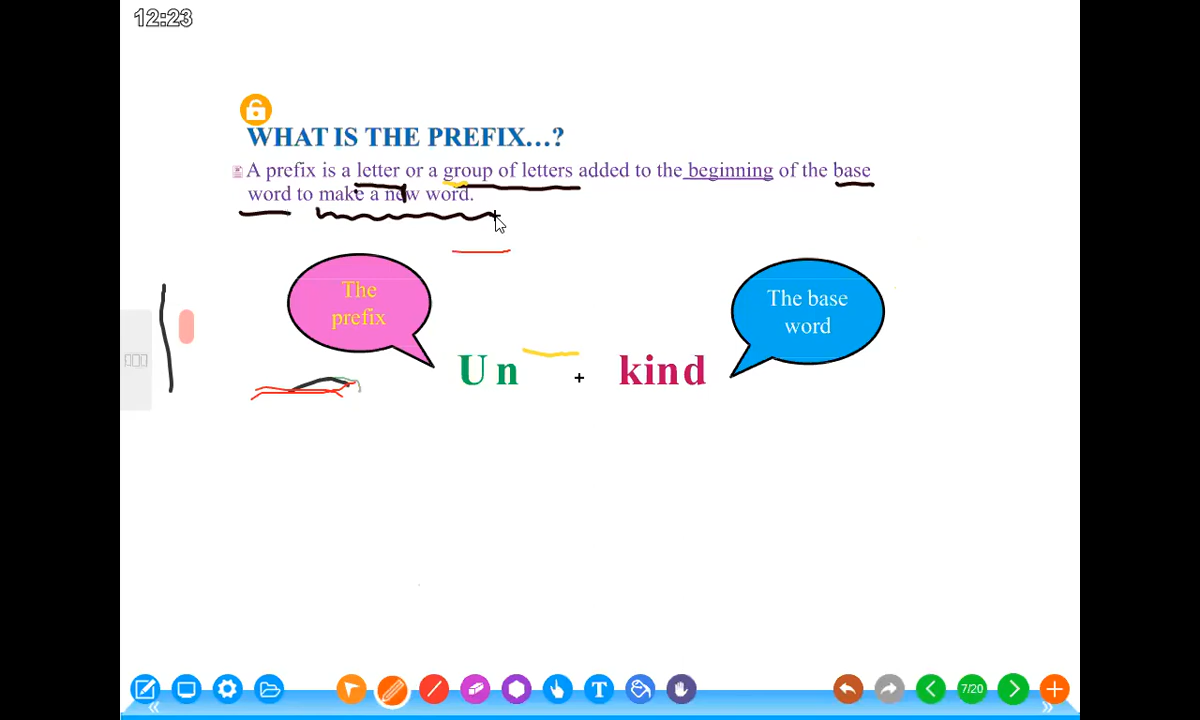 12:23
WHAT IS THE PREFIX...?
A prefix is a letter or a group of letters added to the beginning of the base
word to make a new word.
The
prefix
The base
word
Un + kind
T
7/20